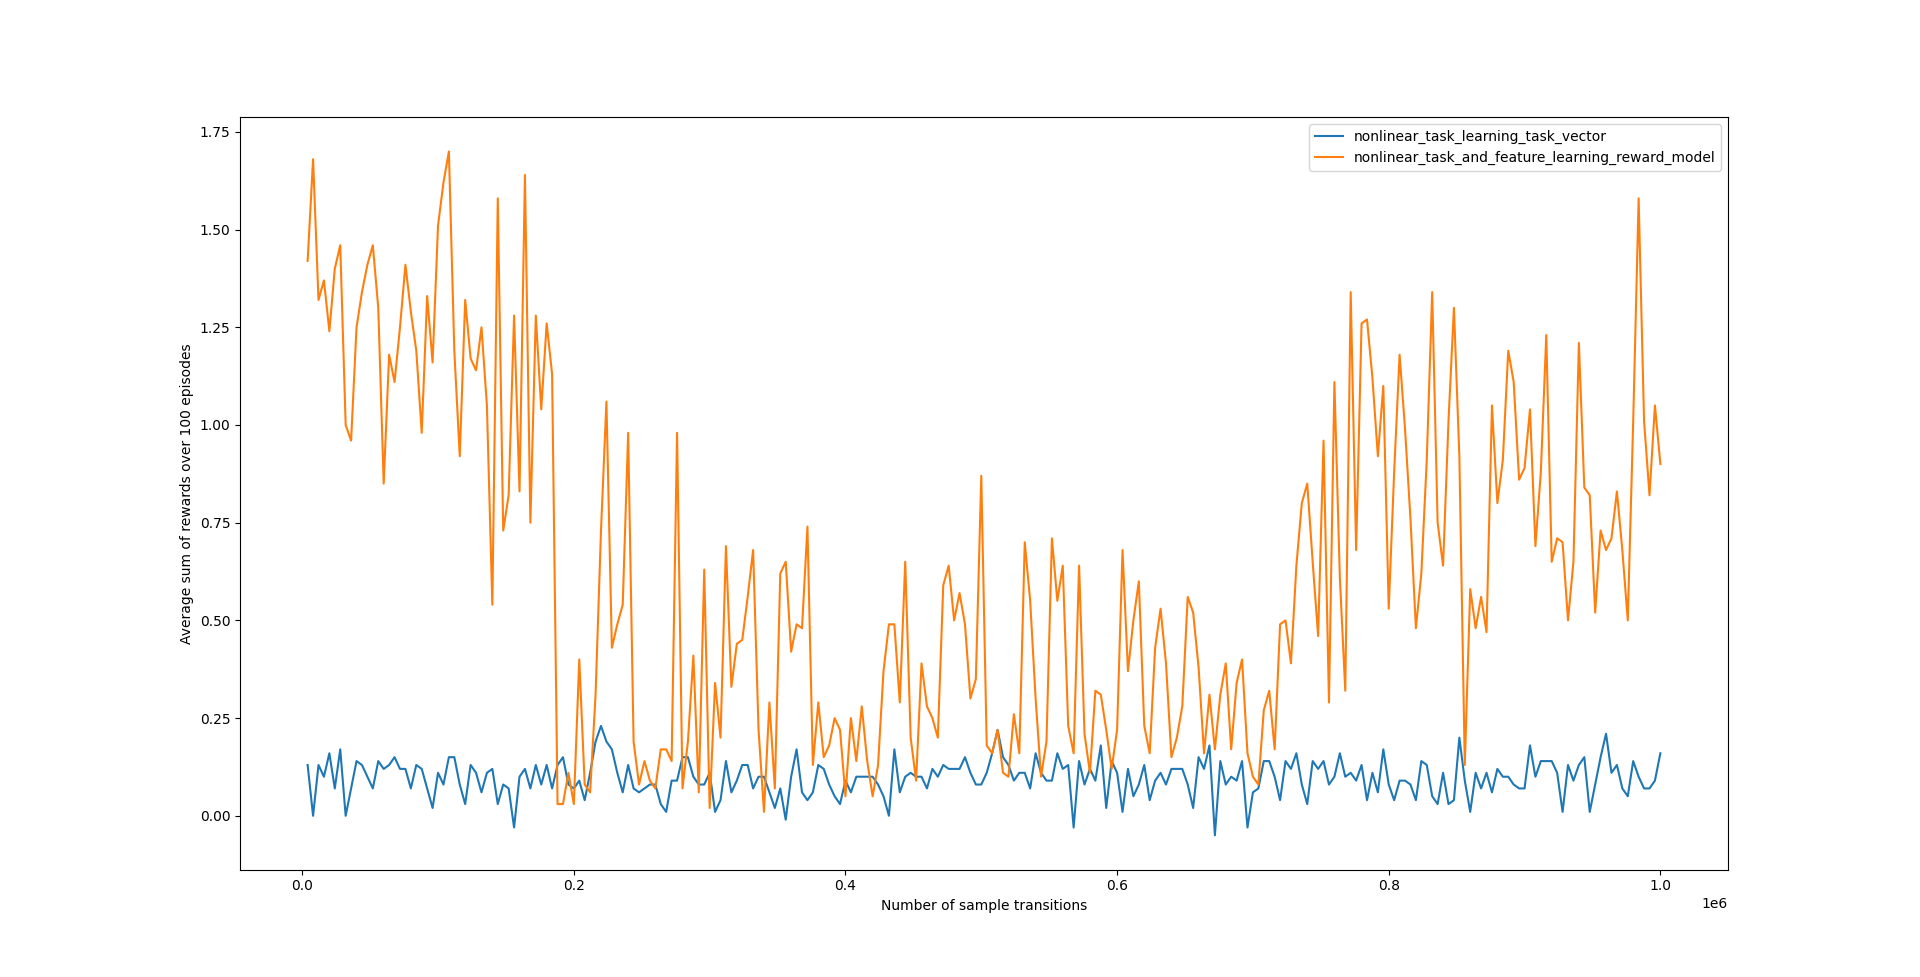 nonlinear_task_learning_task_vector
nonlinear_task_and_feature_learning_reward_model
Average sum of rewards over 100 episodes
1.75
1.50
1.25
1.00
0.75
0.50
0.25
0.00
0.0 0.2 0.4 0.6 0.8 1.0
1e6
Number of sample transitions